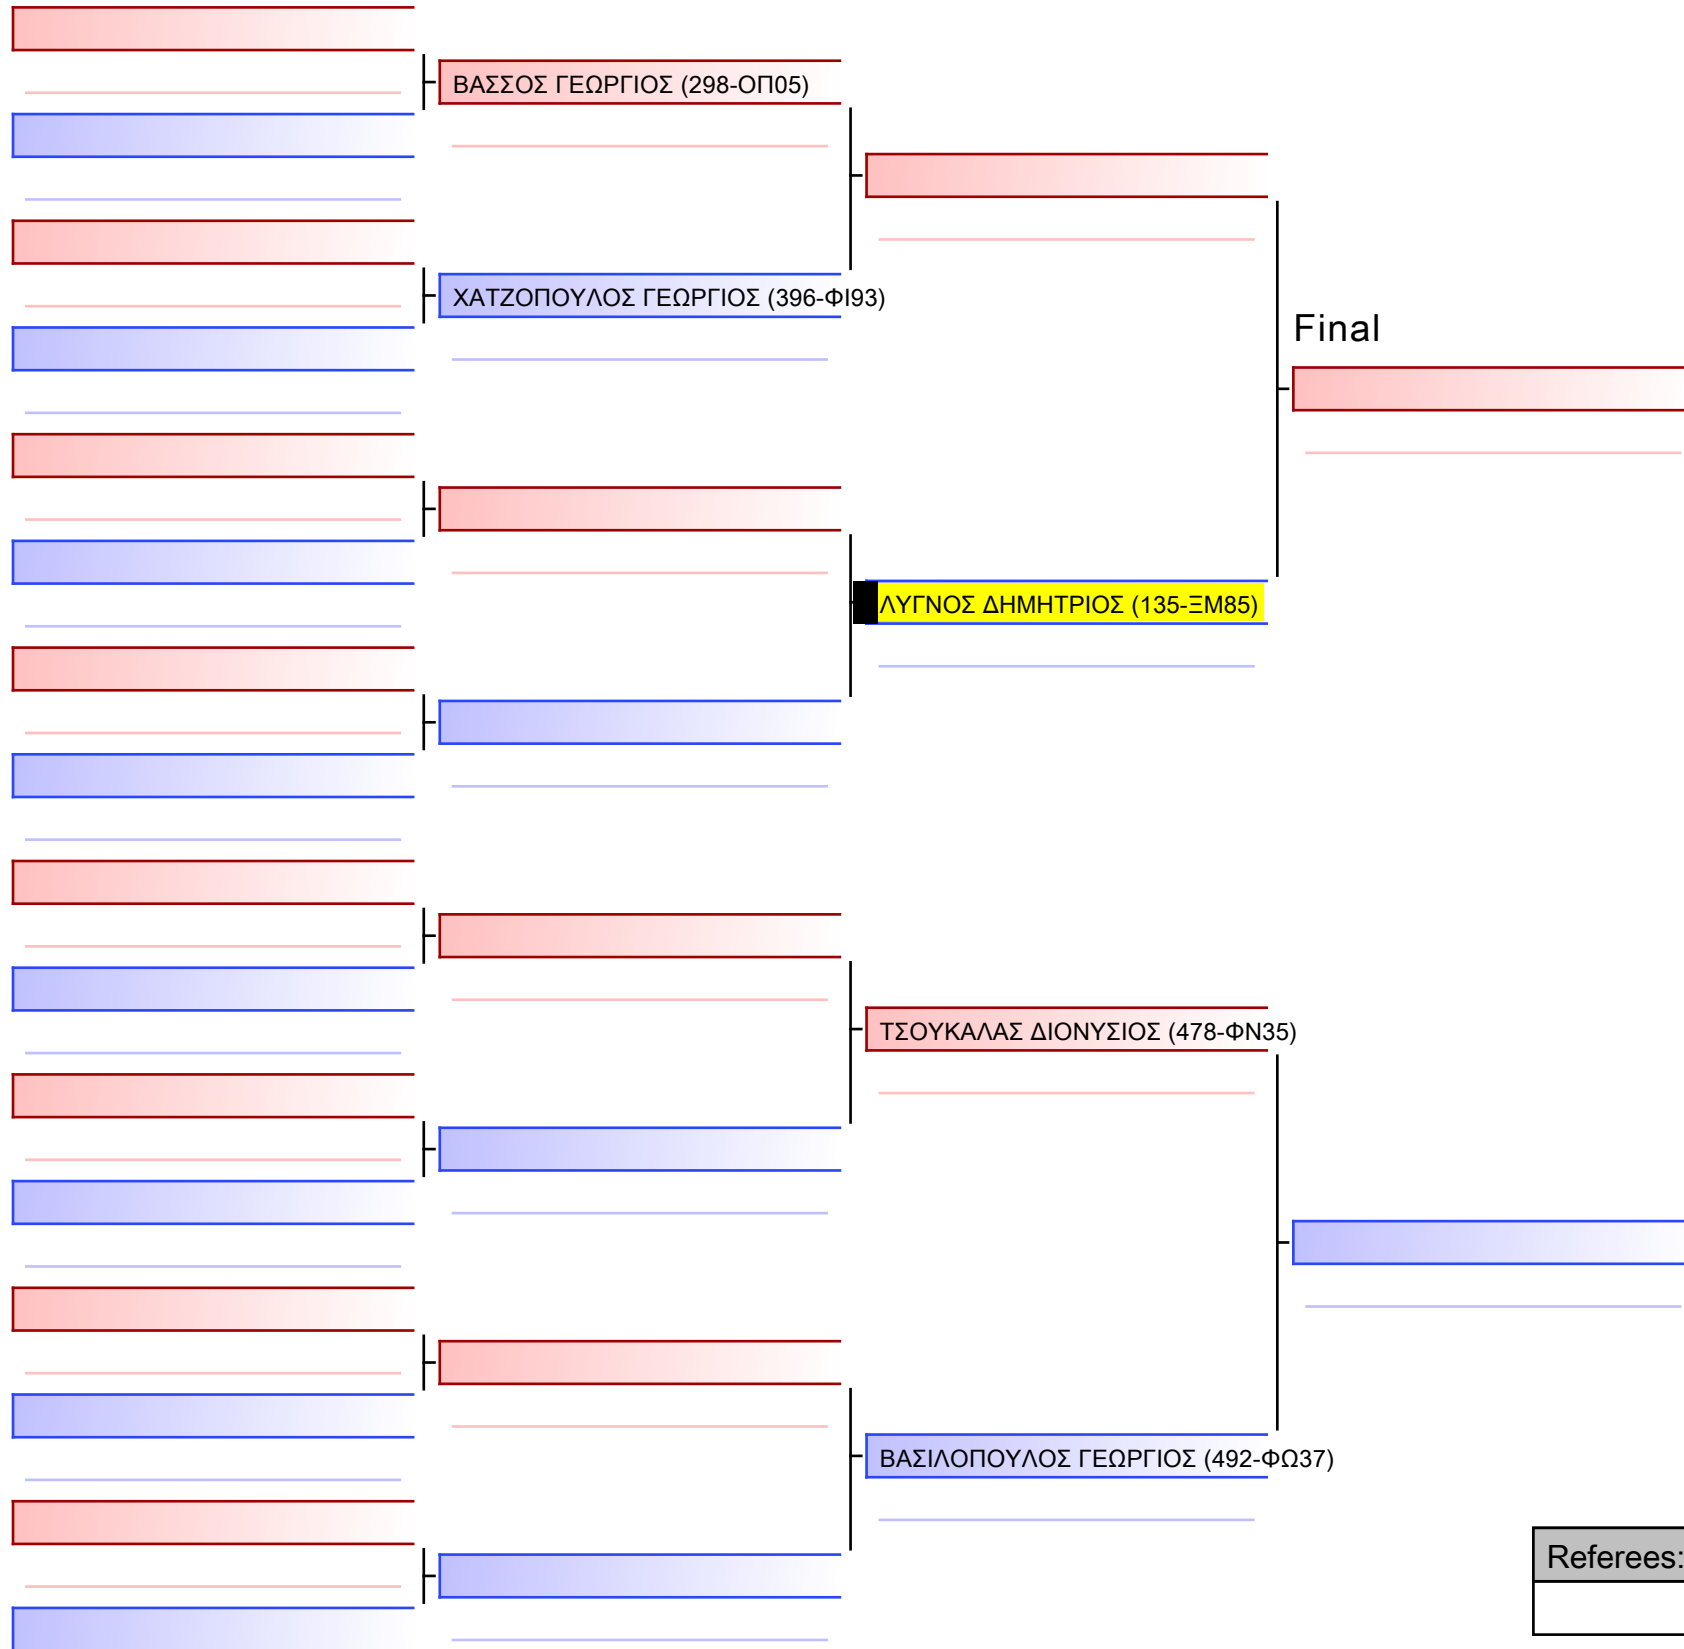 ΒΑΣΣΟΣ ΓΕΩΡΓΙΟΣ (298-ΟΠ05)
ΧΑΤΖΟΠΟΥΛΟΣ ΓΕΩΡΓΙΟΣ (396-ΦΙ93)
Final
ΛΥΓΝΟΣ ΔΗΜΗΤΡΙΟΣ (135-ΞΜ85)
ΤΣΟΥΚΑΛΑΣ ΔΙΟΝΥΣΙΟΣ (478-ΦΝ35)
ΒΑΣΙΛΟΠΟΥΛΟΣ ΓΕΩΡΓΙΟΣ (492-ΦΩ37)
Referees: